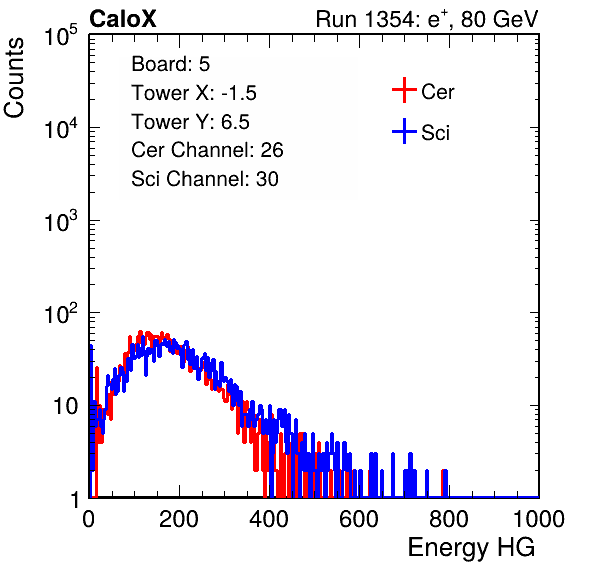 CaloX Run 1354: e+, 80 GeV
Counts
10^5
10^4
10^3
10^2
10
1
Board: 5
Tower X: -1.5
Tower Y: 6.5
Cer Channel: 26
Sci Channel: 30
Cer
Sci
0 200 400 600 800 1000
Energy HG